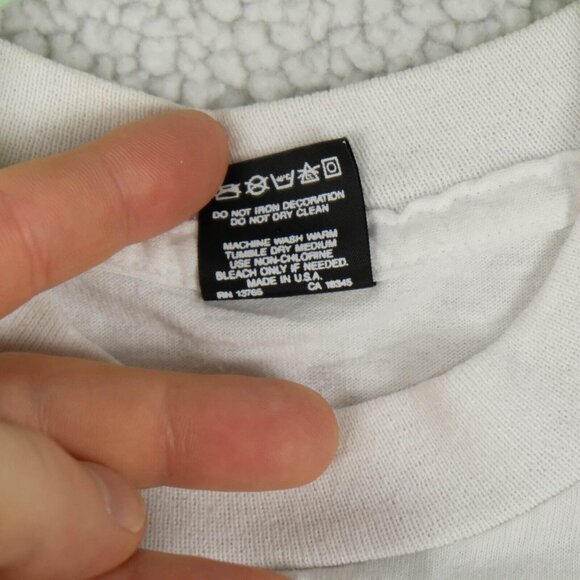 DO NOT IRON DECORATION
DO NOT DRY CLEAN
MACHINE WASH WARM
TUMBLE DRY MEDIUM
USE NON-CHLORINE
BLEACH ONLY IF NEEDED.
MADE IN U.S.A.
RN 13765 CA 18345